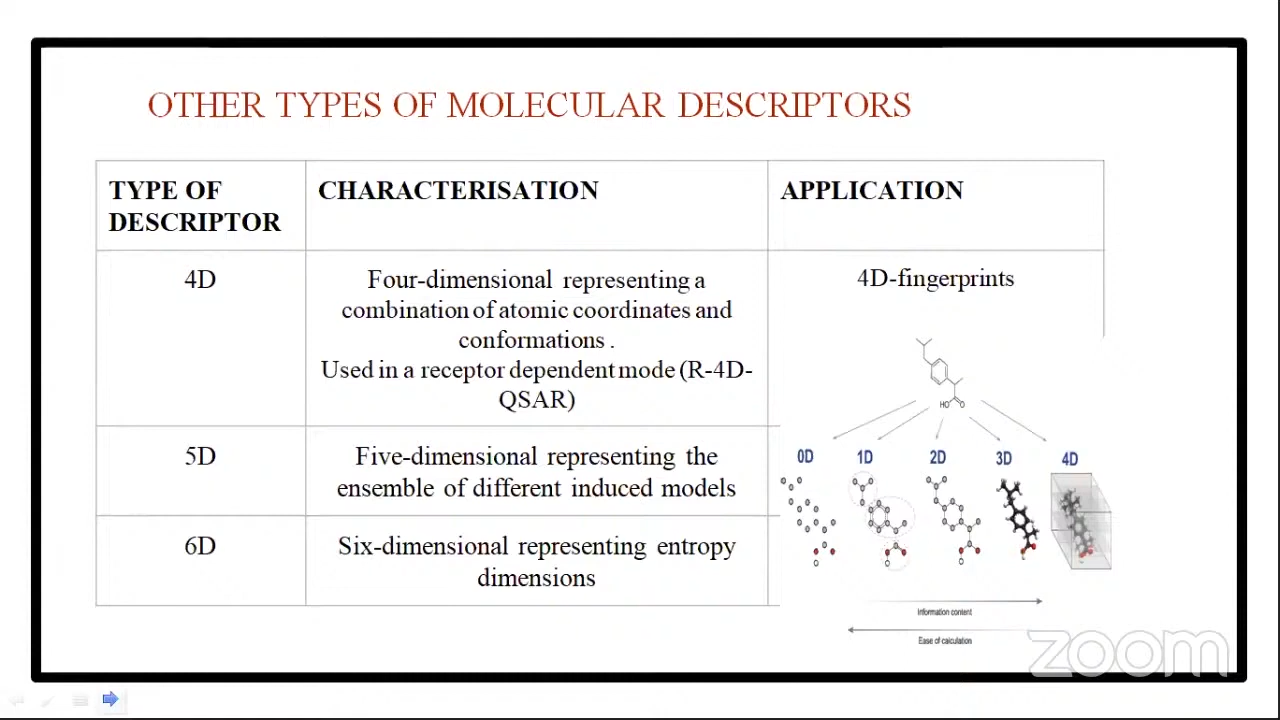 OTHER TYPES OF MOLECULAR DESCRIPTORS
TYPE OF
DESCRIPTOR
CHARACTERISATION
APPLICATION
4D
Four-dimensional representing a
combination of atomic coordinates and
conformations .
Used in a receptor dependent mode (R-4D-
QSAR)
4D-fingerprints
HO
O
0D
1D
2D
3D
4D
5D
Five-dimensional representing the
ensemble of different induced models
6D
Six-dimensional representing entropy
dimensions
Information content
Ease of calculation
zoom